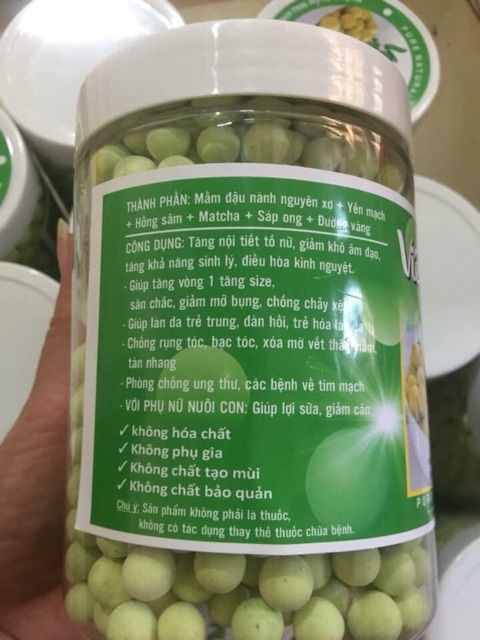 THÀNH PHẦN: Mầm đậu nành nguyên xơ + Yến mạch
+ Hồng sâm + Matcha + Sáp ong + Đường vàng
CÔNG DỤNG: Tăng nội tiết tố nữ, giảm khô âm đạo,
tăng khả năng sinh lý, điều hòa kinh nguyệt.
- Giúp tăng vòng 1 tăng size,
săn chắc, giảm mỡ bụng, chống chảy xệ
- Giúp làn da trẻ trung, đàn hồi, trẻ hóa làn da
- Chống rụng tóc, bạc tóc, xóa mờ vết thâm nám,
tàn nhang
- Phòng chống ung thư, các bệnh về tim mạch
- VỚI PHỤ NỮ NUÔI CON: Giúp lợi sữa, giảm cân
✓ Không hóa chất
✓ Không phụ gia
✓ Không chất tạo mùi
✓ Không chất bảo quản
Chú ý: Sản phẩm không phải là thuốc,
không có tác dụng thay thế thuốc chữa bệnh.
PURE NATURAL